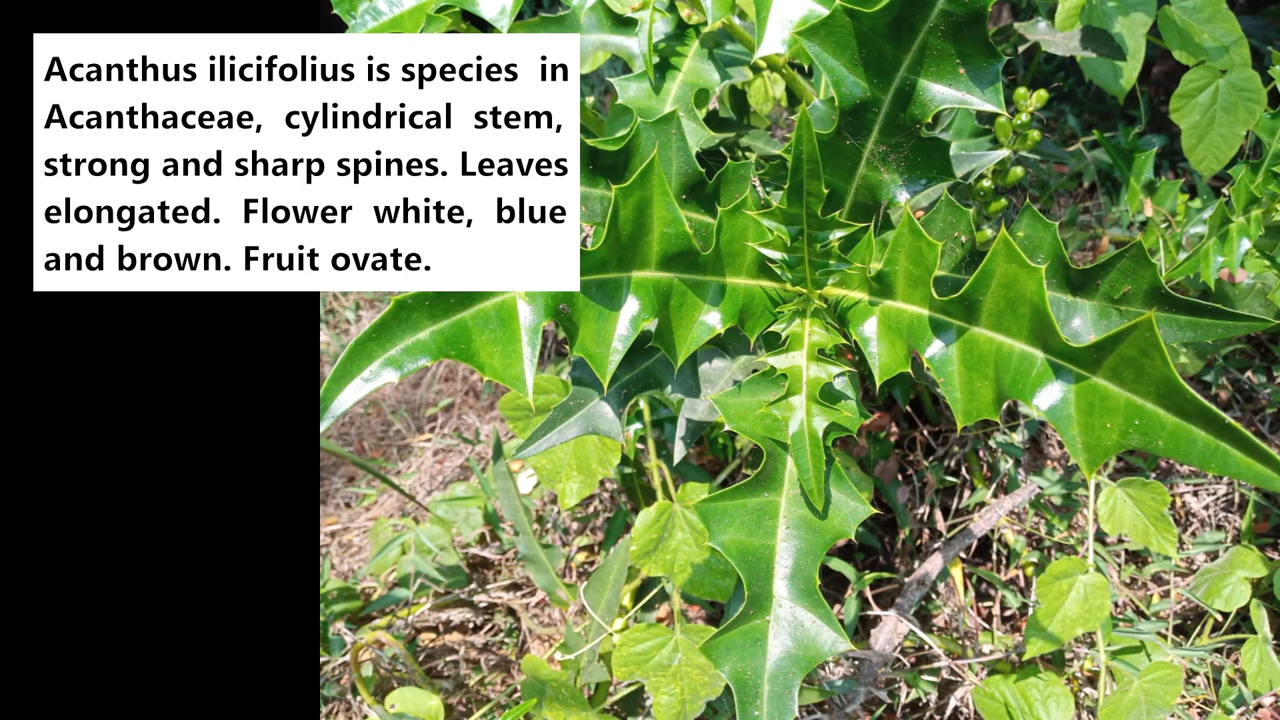 Acanthus ilicifolius is species in
Acanthaceae, cylindrical stem,
strong and sharp spines. Leaves
elongated. Flower white, blue
and brown. Fruit ovate.